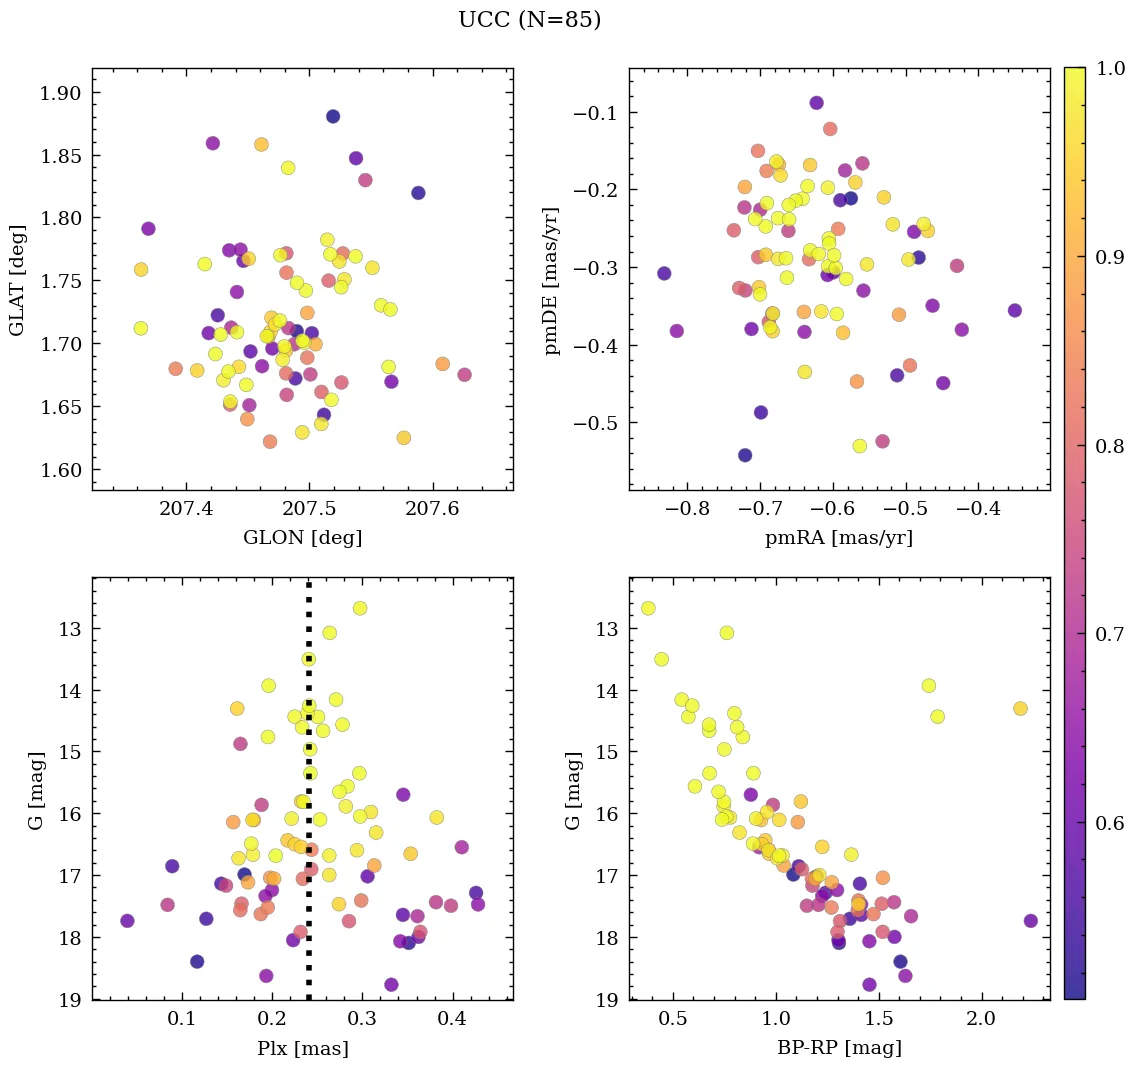 UCC (N=85)
1.90
1.85
1.80
1.75
1.70
1.65
1.60
GLAT [deg]
207.4 207.5 207.6
GLON [deg]
−0.1
−0.2
−0.3
−0.4
−0.5
pmDE [mas/yr]
−0.8 −0.7 −0.6 −0.5 −0.4
pmRA [mas/yr]
1.0
0.9
0.8
0.7
0.6
13
14
15
16
17
18
19
G [mag]
0.1 0.2 0.3 0.4
Plx [mas]
13
14
15
16
17
18
19
G [mag]
0.5 1.0 1.5 2.0
BP-RP [mag]